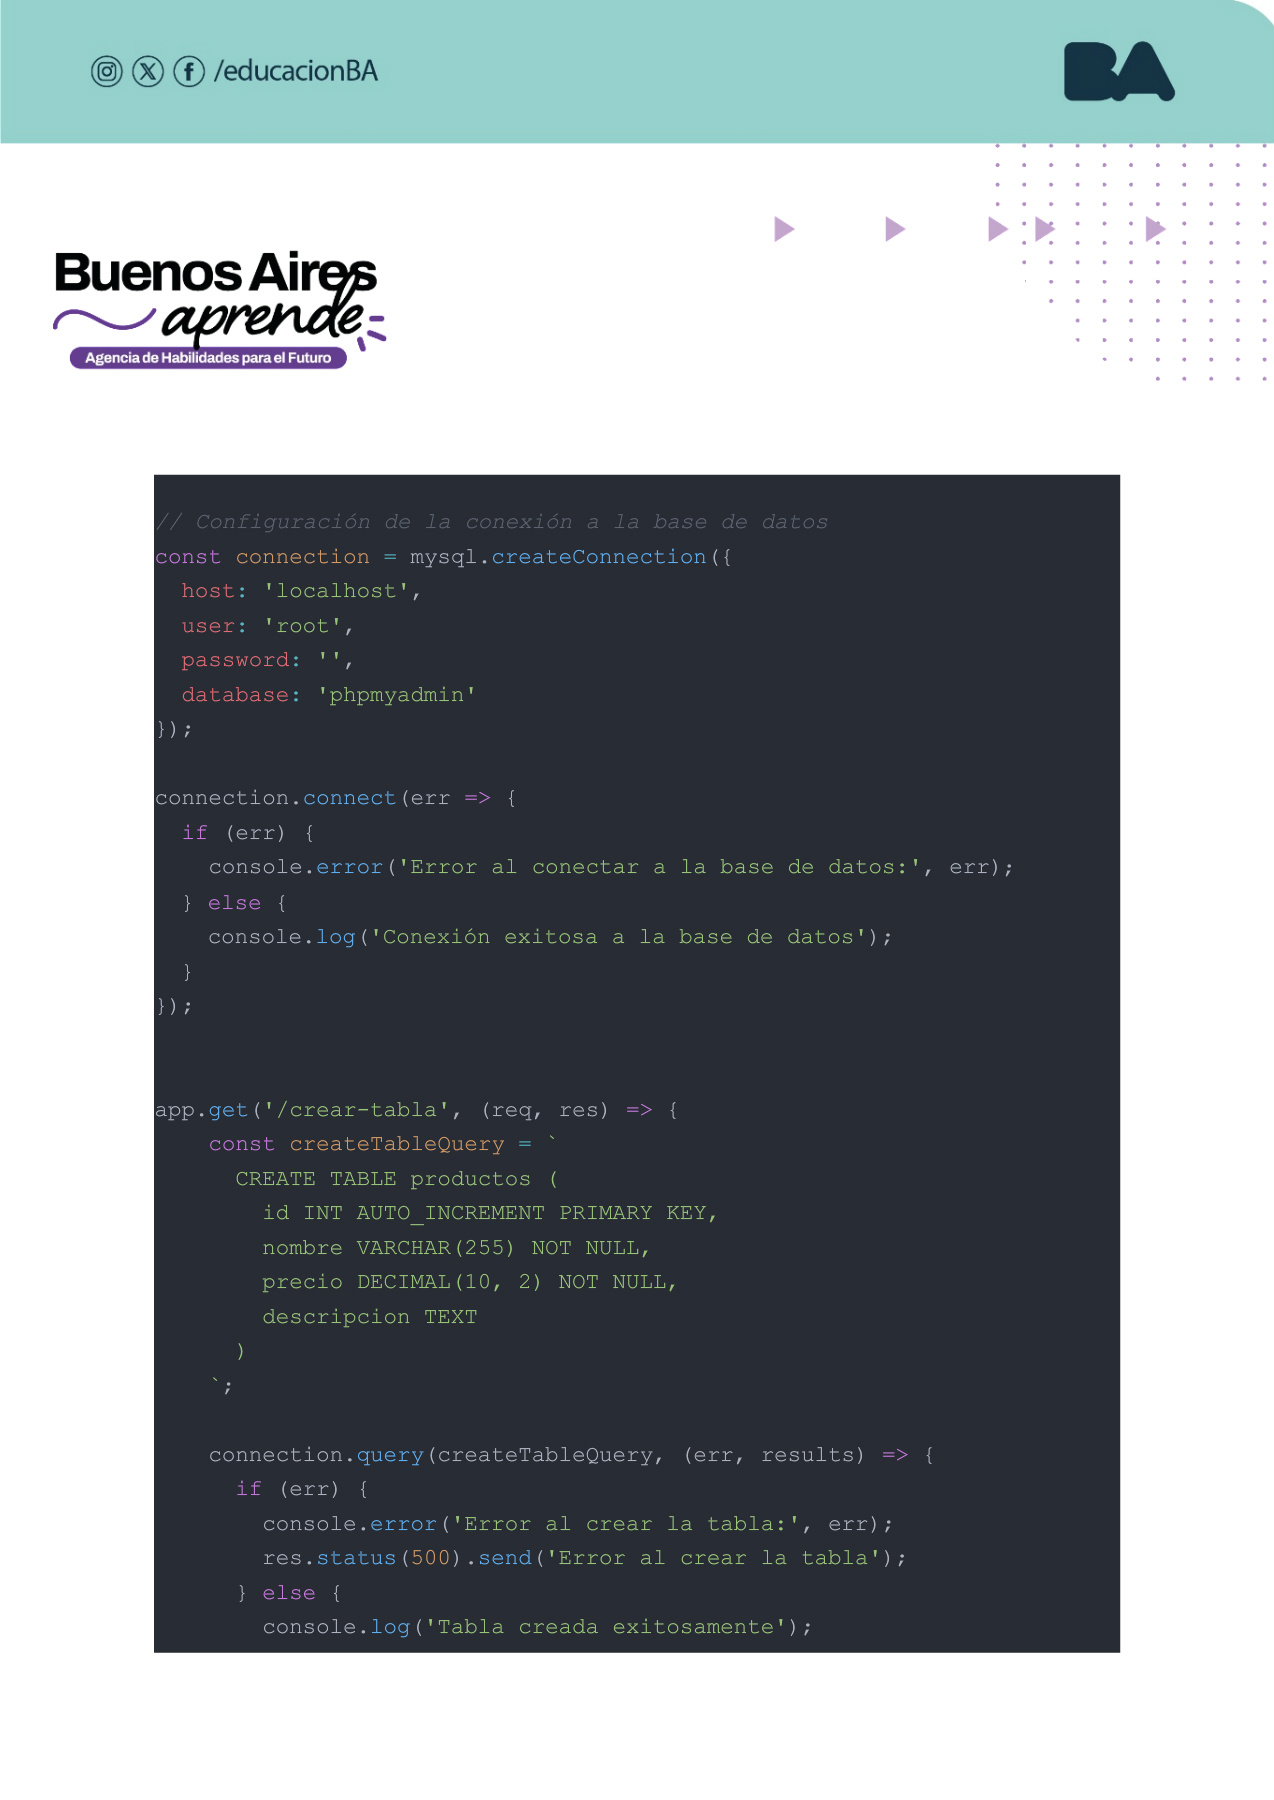 /educacionBA
BA
Buenos Aires
aprende
Agencia de Habilidades para el Futuro
// Configuración de la conexión a la base de datos
const connection = mysql.createConnection({
  host: 'localhost',
  user: 'root',
  password: '',
  database: 'phpmyadmin'
});

connection.connect(err => {
  if (err) {
    console.error('Error al conectar a la base de datos:', err);
  } else {
    console.log('Conexión exitosa a la base de datos');
  }
});

app.get('/crear-tabla', (req, res) => {
    const createTableQuery = `
      CREATE TABLE productos (
        id INT AUTO_INCREMENT PRIMARY KEY,
        nombre VARCHAR(255) NOT NULL,
        precio DECIMAL(10, 2) NOT NULL,
        descripcion TEXT
      )
    `;

    connection.query(createTableQuery, (err, results) => {
      if (err) {
        console.error('Error al crear la tabla:', err);
        res.status(500).send('Error al crear la tabla');
      } else {
        console.log('Tabla creada exitosamente');